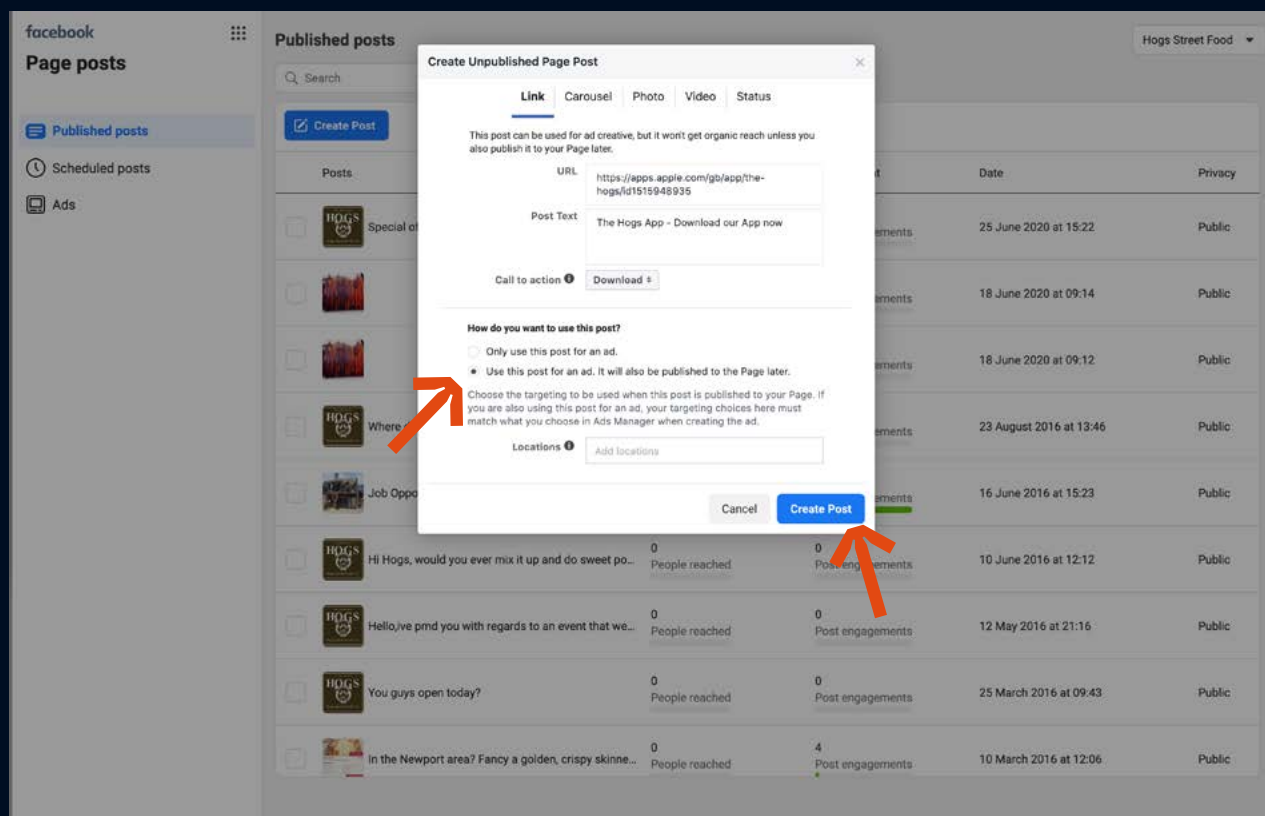 facebook
Page posts
Published posts
Scheduled posts
Ads
Published posts
Hogs Street Food
Search
Create Post
Create Unpublished Page Post
Link Carousel Photo Video Status
This post can be used for ad creative, but it won't get organic reach unless you
also publish it to your Page later.
URL https://apps.apple.com/gb/app/the-
hogs/id1515948935
Post Text The Hogs App - Download our App now
Call to action Download
How do you want to use this post?
Only use this post for an ad.
Use this post for an ad. It will also be published to the Page later.
Choose the targeting to be used when this post is published to your Page. If
you are also using this post for an ad, your targeting choices here must
match what you choose in Ads Manager when creating the ad.
Locations Add locations
Cancel Create Post
Posts Date Privacy
HOGS Special of ements 25 June 2020 at 15:22 Public
ements 18 June 2020 at 09:14 Public
ements 18 June 2020 at 09:12 Public
HOGS Where ements 23 August 2016 at 13:46 Public
Job Oppo ements 16 June 2016 at 15:23 Public
HOGS Hi Hogs, would you ever mix it up and do sweet po... 0 People reached 0 Post engagements 10 June 2016 at 12:12 Public
HOGS Hello,ive pmd you with regards to an event that we... 0 People reached 0 Post engagements 12 May 2016 at 21:16 Public
HOGS You guys open today? 0 People reached 0 Post engagements 25 March 2016 at 09:43 Public
In the Newport area? Fancy a golden, crispy skinne... 0 People reached 4 Post engagements 10 March 2016 at 12:06 Public